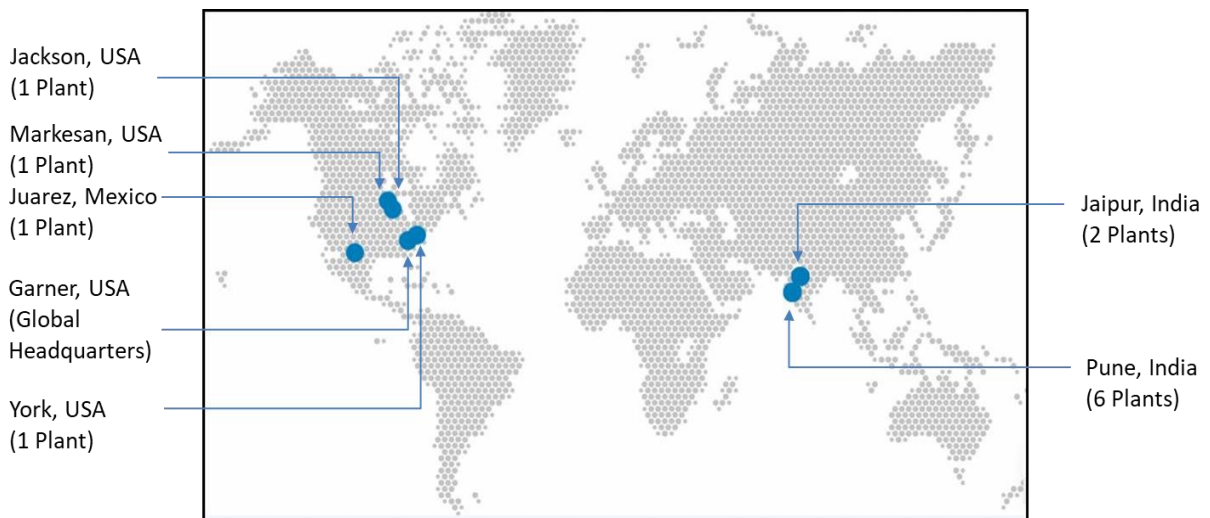 Jackson, USA
(1 Plant)
Markesan, USA
(1 Plant)
Juarez, Mexico
(1 Plant)
Garner, USA
(Global
Headquarters)
York, USA
(1 Plant)
Jaipur, India
(2 Plants)
Pune, India
(6 Plants)